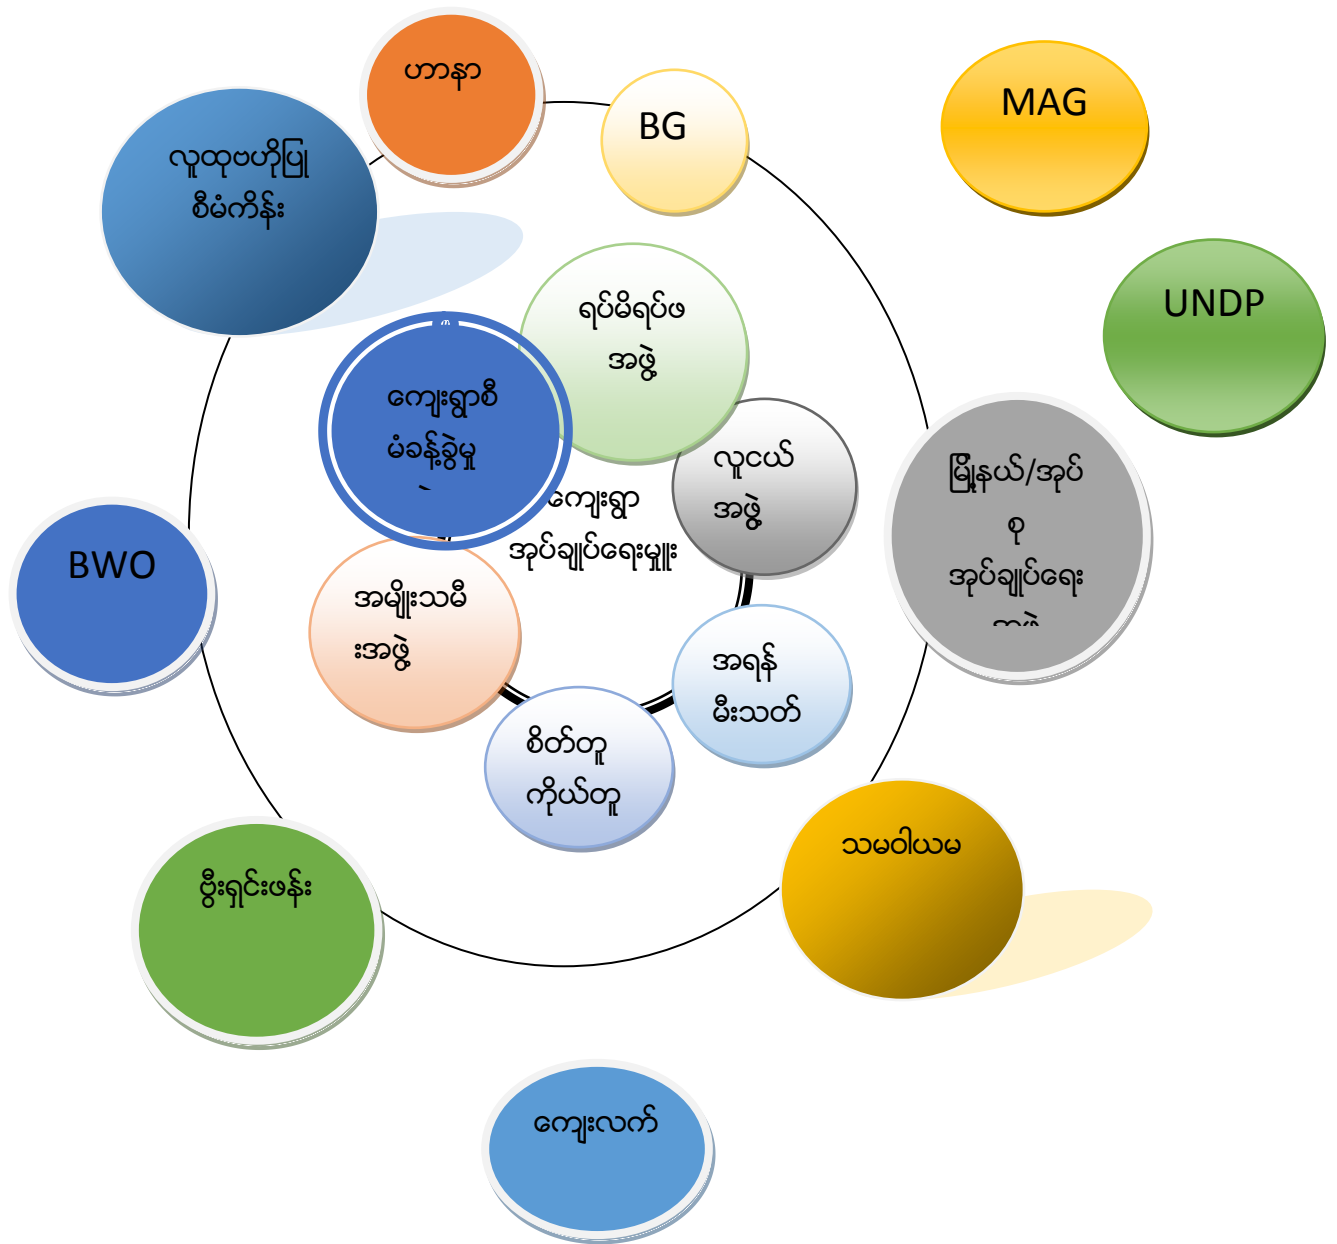 ဟာနာ
BG
MAG
လူထုဗဟိုပြု
စီမံကိန်း
UNDP
ရပ်မိရပ်ဖ
အဖွဲ့
ကျေးရွာစီ
မံခန့်ခွဲမှု
လူငယ်
အဖွဲ့
မြို့နယ်/အုပ်
စု
အုပ်ချုပ်ရေး
ကျေးရွာ
အုပ်ချုပ်ရေးမှူး
BWO
အမျိုးသမီ
းအဖွဲ့
အရန်
မီးသတ်
စိတ်တူ
ကိုယ်တူ
သမဝါယမ
ဗွီးရှင်းဖန်း
ကျေးလက်